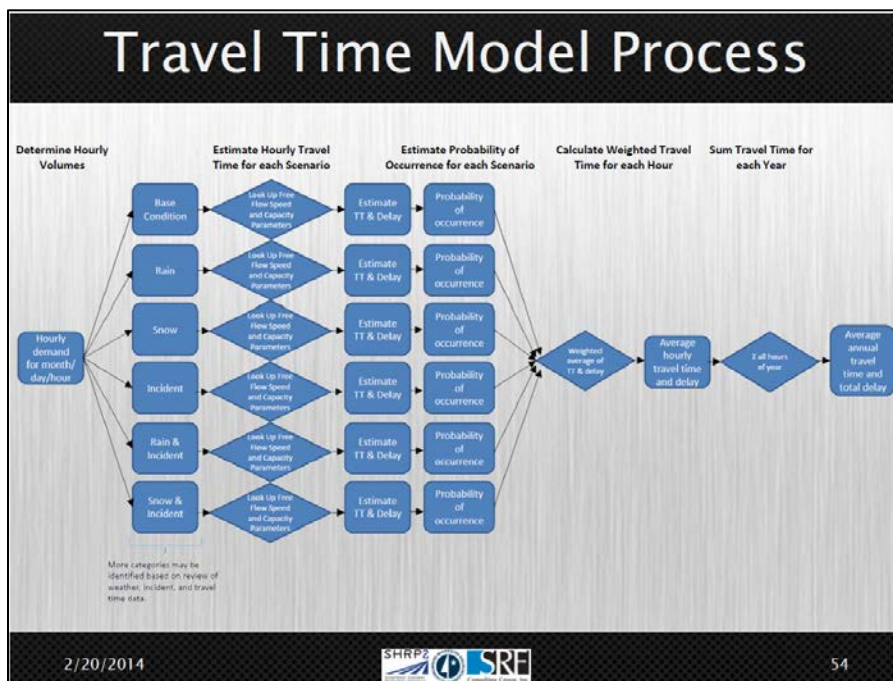 Travel Time Model Process
Determine Hourly
Volumes
Estimate Hourly Travel
Time for each Scenario
Estimate Probability of
Occurrence for each Scenario
Calculate Weighted Travel
Time for each Hour
Sum Travel Time for
each Year
Hourly
demand
for month/
day/hour
Base
Condition
Look Up Free
Flow Speed
and Capacity
Parameters
Estimate
TT & Delay
Probability
of
occurrence
Rain
Look Up Free
Flow Speed
and Capacity
Parameters
Estimate
TT & Delay
Probability
of
occurrence
Snow
Look Up Free
Flow Speed
and Capacity
Parameters
Estimate
TT & Delay
Probability
of
occurrence
Incident
Look Up Free
Flow Speed
and Capacity
Parameters
Estimate
TT & Delay
Probability
of
occurrence
Rain &
Incident
Look Up Free
Flow Speed
and Capacity
Parameters
Estimate
TT & Delay
Probability
of
occurrence
Snow &
Incident
Look Up Free
Flow Speed
and Capacity
Parameters
Estimate
TT & Delay
Probability
of
occurrence
Weighted
average of
TT & delay
Average
hourly
travel time
and delay
Σ all hours
of year
Average
annual
travel
time and
total delay
More categories may be
identified based on review of
weather, incident, and travel
time data.
2/20/2014
SHRP2
SRF
Consulting Group, Inc.
54